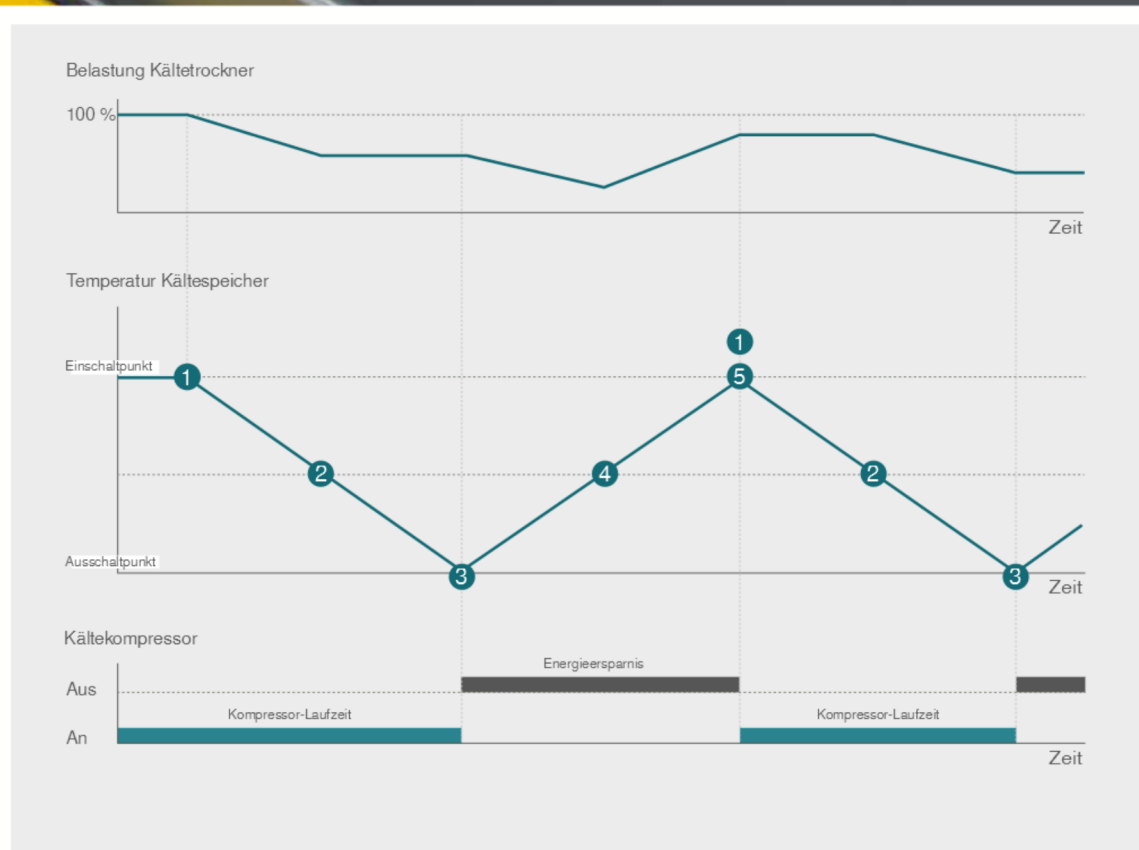 Belastung Kältetrockner
100 %
Zeit
Temperatur Kältespeicher
1
Einschaltpunkt
1
5
2
4
2
Ausschaltpunkt
3
3
Zeit
Kältekompressor
Energieersparnis
Aus
Kompressor-Laufzeit
Kompressor-Laufzeit
An
Zeit